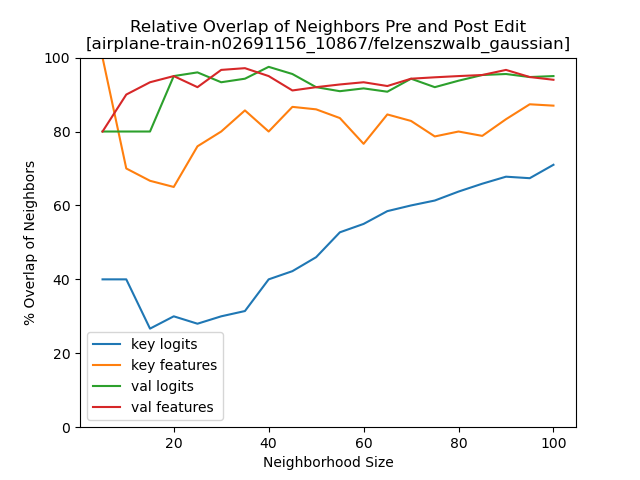 Relative Overlap of Neighbors Pre and Post Edit
[airplane-train-n02691156_10867/felzenszwalb_gaussian]
% Overlap of Neighbors
100
80
60
40
20
0
key logits
key features
val logits
val features
20 40 60 80 100
Neighborhood Size